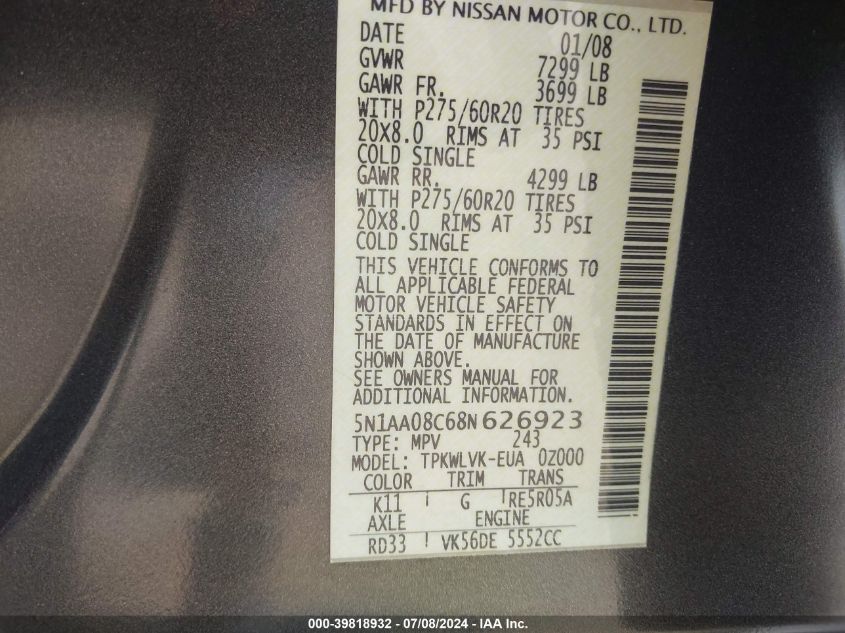 MFD BY NISSAN MOTOR CO., LTD.
DATE 01/08
GVWR 7299 LB
GAWR FR. 3699 LB
WITH P275/60R20 TIRES
20X8.0 RIMS AT 35 PSI
COLD SINGLE
GAWR RR. 4299 LB
WITH P275/60R20 TIRES
20X8.0 RIMS AT 35 PSI
COLD SINGLE
THIS VEHICLE CONFORMS TO
ALL APPLICABLE FEDERAL
MOTOR VEHICLE SAFETY
STANDARDS IN EFFECT ON
THE DATE OF MANUFACTURE
SHOWN ABOVE.
SEE OWNERS MANUAL FOR
ADDITIONAL INFORMATION.
5N1AA08C68N626923
TYPE: MPV 243
MODEL: TPKWLVK-EUA 0Z000
COLOR TRIM TRANS
K11 G RE5R05A
AXLE ENGINE
RD33 VK56DE 5552CC
000-39818932 - 07/08/2024 - IAA Inc.